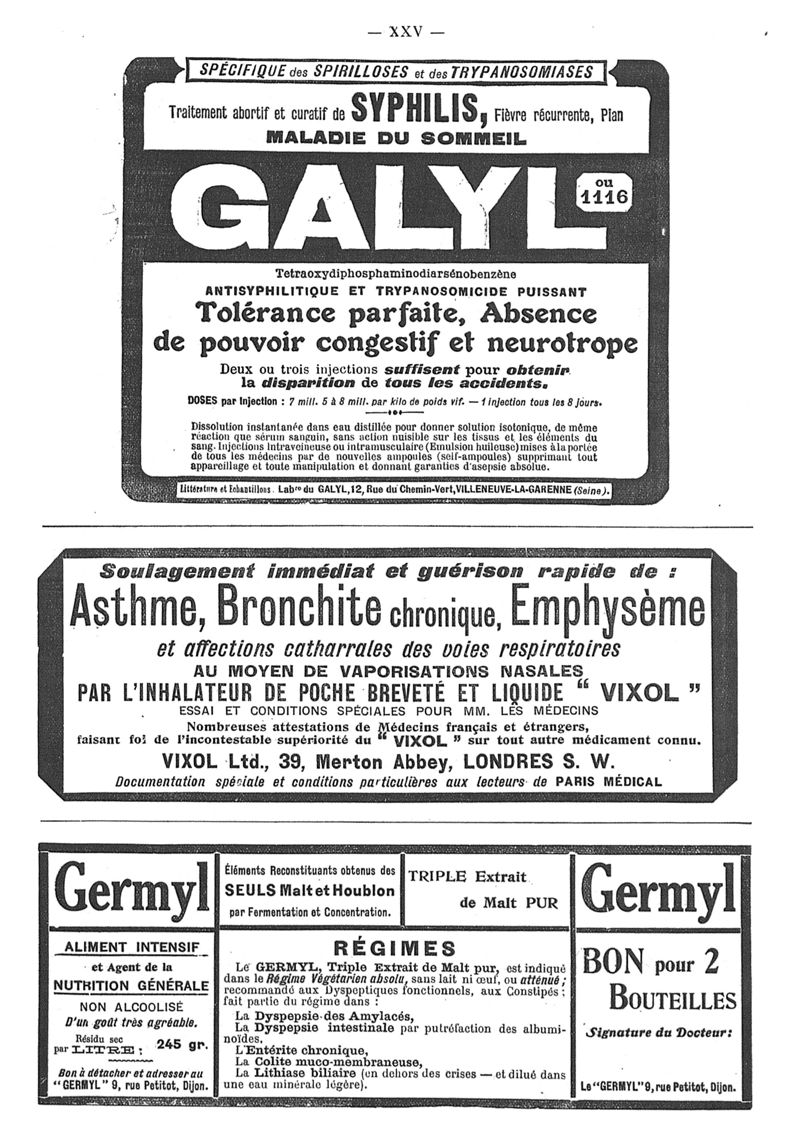 — XXV —
SPÉCIFIQUE des SPIRILLOSES et des TRYPANOSOMIASES
Traitement abortif et curatif de SYPHILIS, Fièvre récurrente, Pian
MALADIE DU SOMMEIL
GALYL ou 1116
Tetraoxydiphosphaminodiarsénobenzène
ANTISYPHILITIQUE ET TRYPANOSOMICIDE PUISSANT
Tolérance parfaite, Absence
de pouvoir congestif et neurotrope
Deux ou trois injections suffisent pour obtenir
la disparition de tous les accidents.
DOSES par Injection : 7 mill. 5 à 8 mill. par kilo de poids vif. — 1 injection tous les 8 jours.
Dissolution instantanée dans eau distillée pour donner solution isotonique, de même
réaction que sérum sanguin, sans action nuisible sur les tissus et les éléments du
sang. Injections Intraveineuse ou intramusculaire (Emulsion huileuse) mises à la portée
de tous les médecins par de nouvelles ampoules (self-ampoules) supprimant tout
appareillage et toute manipulation et donnant garanties d'asepsie absolue.
Littérature et Echantillons. Labre du GALYL, 12, Rue du Chemin-Vert, VILLENEUVE-LA-GARENNE (Seine).
Soulagement immédiat et guérison rapide de :
Asthme, Bronchite chronique, Emphysème
et affections catharrales des voies respiratoires
AU MOYEN DE VAPORISATIONS NASALES
PAR L'INHALATEUR DE POCHE BREVETÉ ET LIQUIDE “ VIXOL ”
ESSAI ET CONDITIONS SPÉCIALES POUR MM. LES MÉDECINS
Nombreuses attestations de Médecins français et étrangers,
faisant foi de l'incontestable supériorité du “ VIXOL ” sur tout autre médicament connu.
VIXOL Ltd., 39, Merton Abbey, LONDRES S. W.
Documentation spéciale et conditions particulières aux lecteurs de PARIS MÉDICAL
Germyl
ALIMENT INTENSIF
et Agent de la
NUTRITION GÉNÉRALE
NON ALCOOLISÉ
D'un goût très agréable.
Résidu sec
par LITRE : 245 gr.
Bon à détacher et adresser au
"GERMYL" 9, rue Petitot, Dijon.
Éléments Reconstituants obtenus des
SEULS Malt et Houblon
par Fermentation et Concentration.
TRIPLE Extrait
de Malt PUR
RÉGIMES
Le GERMYL, Triple Extrait de Malt pur, est indiqué
dans le Régime Végétarien absolu, sans lait ni œuf, ou atténué ;
recommandé aux Dyspeptiques fonctionnels, aux Constipés ;
fait partie du régime dans :
La Dyspepsie des Amylacés,
La Dyspepsie intestinale par putréfaction des albumi-
noïdes,
L'Entérite chronique,
La Colite muco-membraneuse,
La Lithiase biliaire (en dehors des crises — et dilué dans
une eau minérale légère).
Germyl
BON pour 2
BOUTEILLES
Signature du Docteur :
Le "GERMYL" 9, rue Petitot, Dijon.